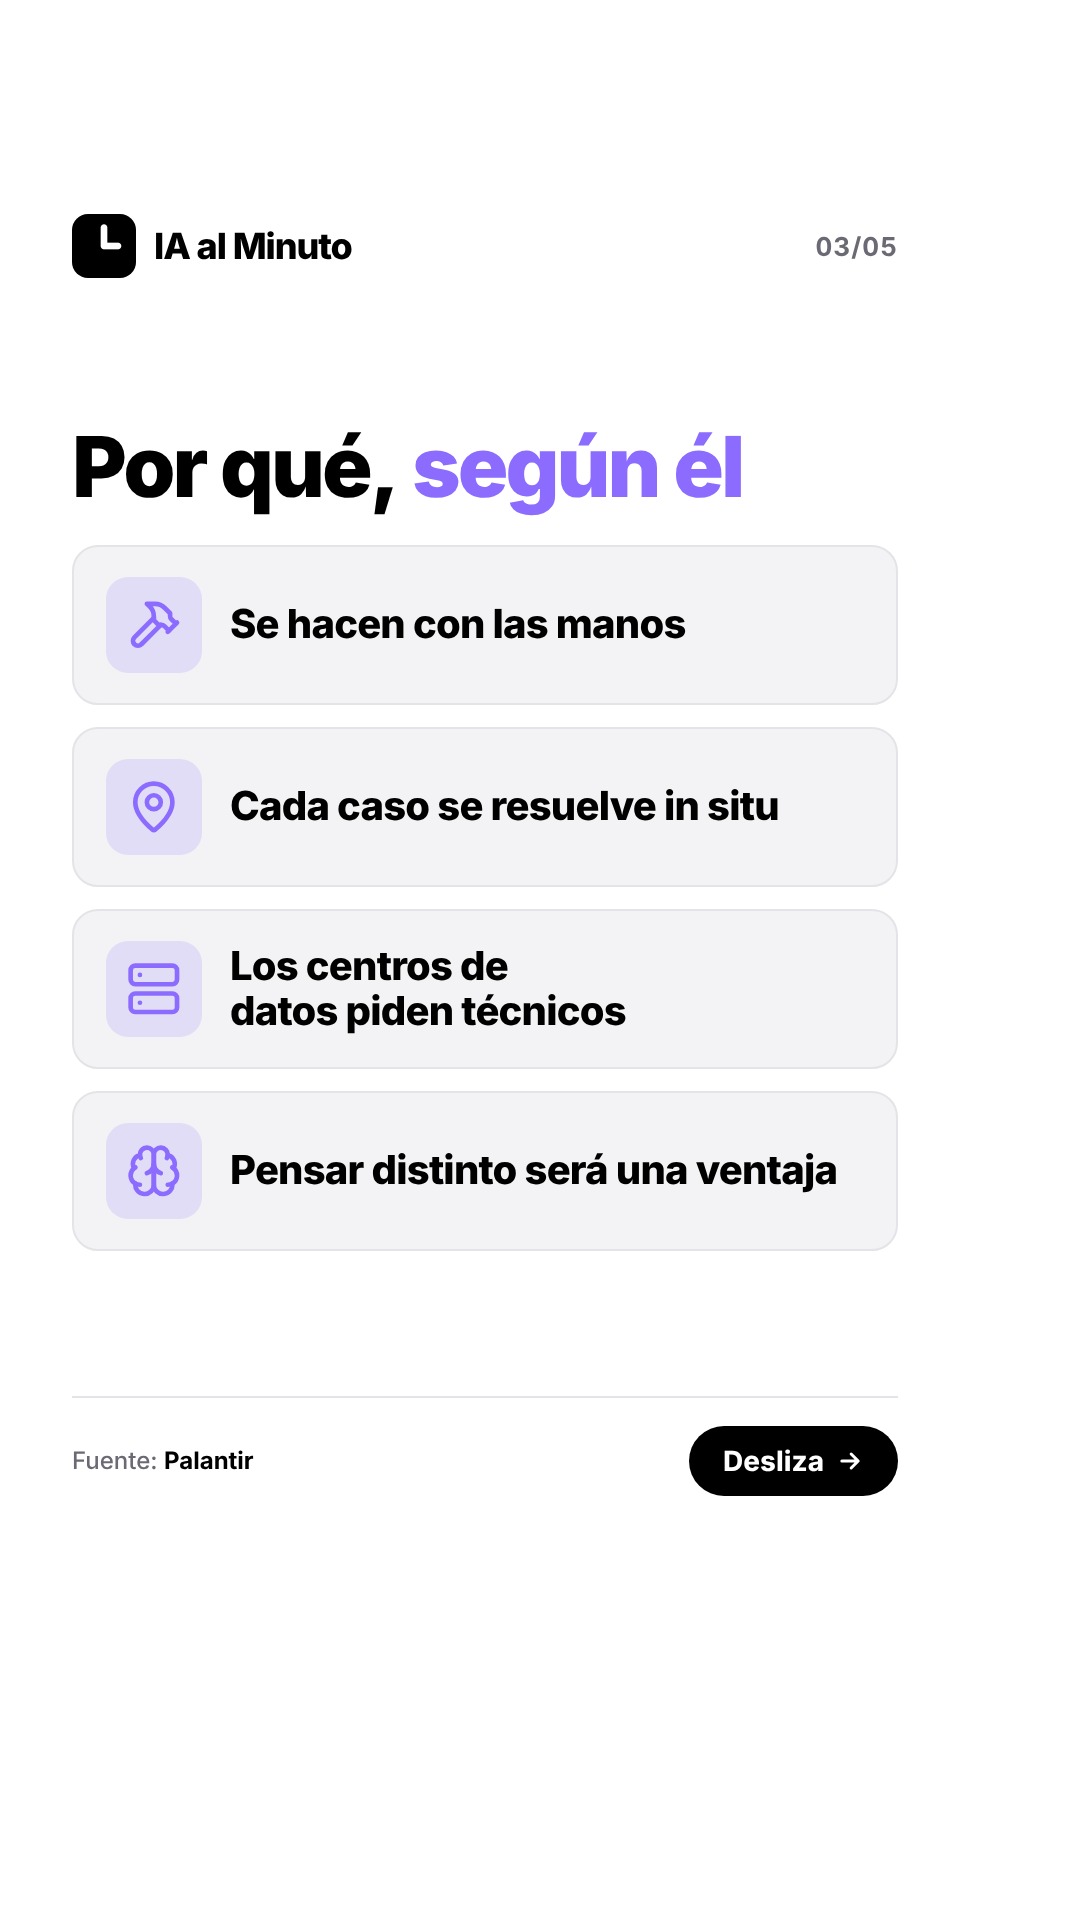 IA al Minuto
03/05
Por qué, según él
Se hacen con las manos
Cada caso se resuelve in situ
Los centros de
datos piden técnicos
Pensar distinto será una ventaja
Fuente: Palantir
Desliza →